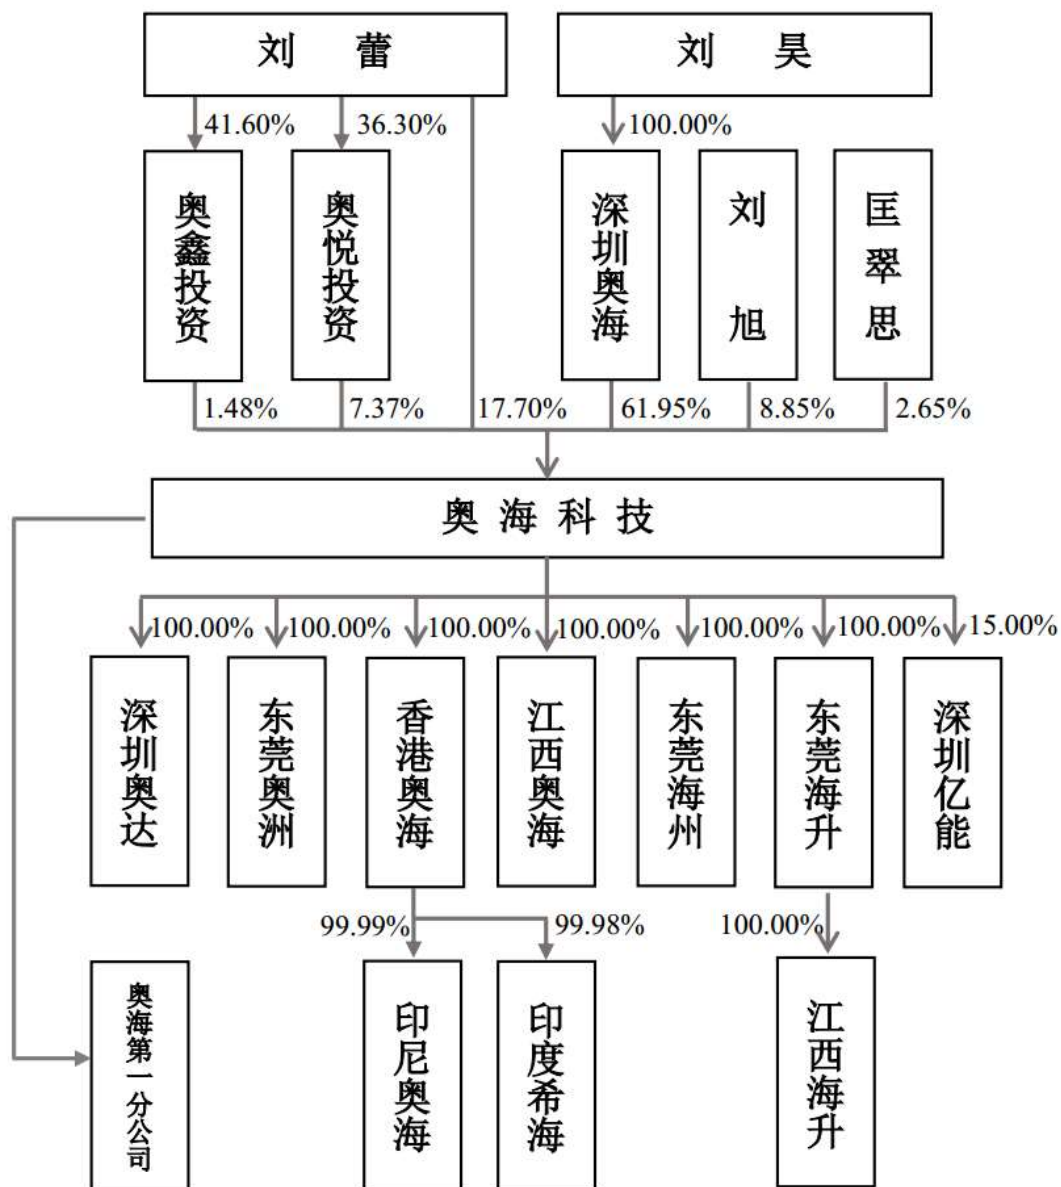 刘 蕾
刘 昊
41.60%
36.30%
100.00%
奥鑫投资
奥悦投资
深圳奥海
刘旭
匡翠思
1.48%
7.37%
17.70%
61.95%
8.85%
2.65%
奥海科技
100.00%
100.00%
100.00%
100.00%
100.00%
100.00%
15.00%
深圳奥达
东莞奥洲
香港奥海
江西奥海
东莞海州
东莞海升
深圳亿能
99.99%
99.98%
100.00%
奥海第一分公司
印尼奥海
印度希海
江西海升